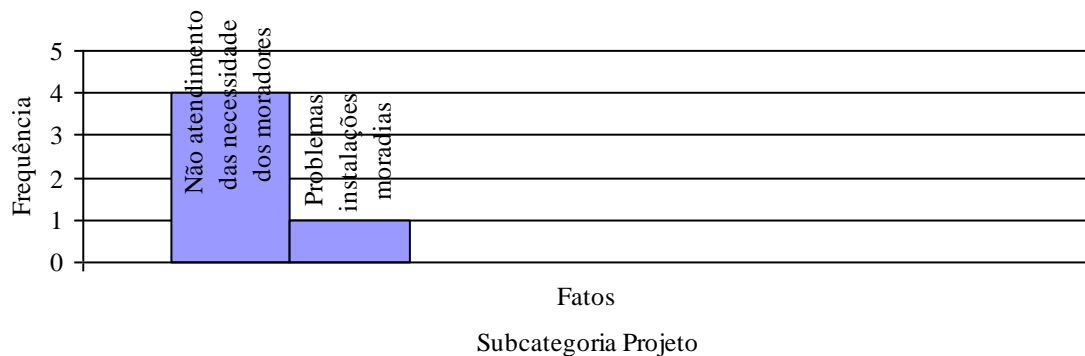 Frequência
5
4
3
2
1
0
Não atendimento
das necessidade
dos moradores
Problemas
instalações
moradias
Fatos
Subcategoria Projeto